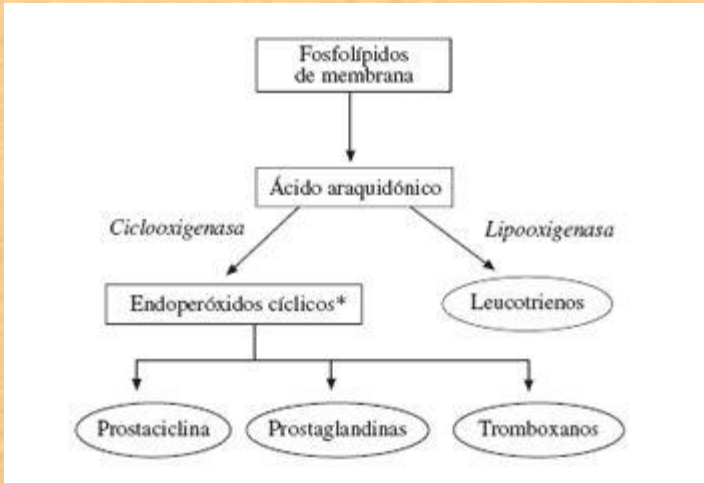 Fosfolípidos
de membrana
Ácido araquidónico
Ciclooxigenasa
Lipooxigenasa
Endoperóxidos cíclicos*
Leucotrienos
Prostaciclina
Prostaglandinas
Tromboxanos